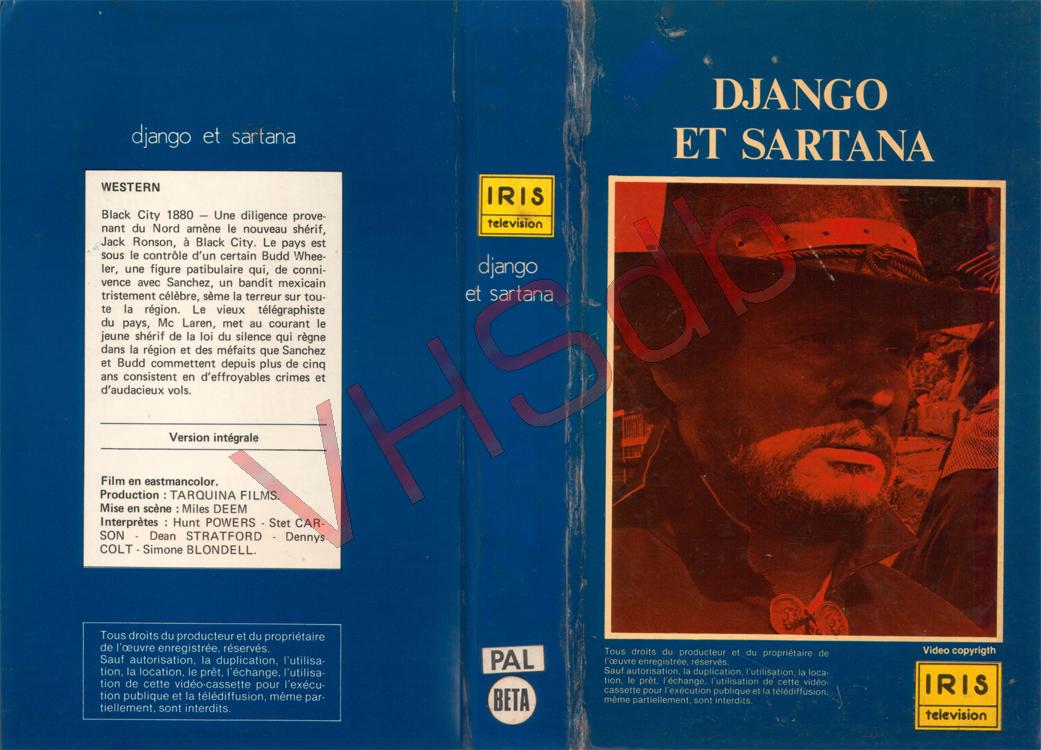 django et sartana
WESTERN
Black City 1880 — Une diligence prove-
nant du Nord amène le nouveau shérif,
Jack Ronson, à Black City. Le pays est
sous le contrôle d'un certain Budd Whee-
ler, une figure patibulaire qui, de conni-
vence avec Sanchez, un bandit mexicain
tristement célèbre, sème la terreur sur tou-
te la région. Le vieux télégraphiste
du pays, Mc Laren, met au courant le
jeune shérif de la loi du silence qui règne
dans la région et des méfaits que Sanchez
et Budd commettent depuis plus de cinq
ans consistent en d'effroyables crimes et
d'audacieux vols.
Version intégrale
Film en eastmancolor.
Production : TARQUINA FILMS.
Mise en scène : Miles DEEM
Interprètes : Hunt POWERS - Stet CAR-
SON - Dean STRATFORD - Dennys
COLT - Simone BLONDELL.
Tous droits du producteur et du propriétaire
de l'œuvre enregistrée, réservés.
Sauf autorisation, la duplication, l'utilisa-
tion, la location, le prêt, l'échange, l'utilisa-
tion de cette vidéo-cassette pour l'exécu-
tion publique et la télédiffusion, même par-
tiellement, sont interdits.
IRIS
television
django
et sartana
PAL
BETA
DJANGO
ET SARTANA
Tous droits du producteur et du propriétaire de
l'œuvre enregistrée, réservés.
Sauf autorisation, la duplication, l'utilisation, la loca-
tion, le prêt, l'échange, l'utilisation de cette vidéo-
cassette pour l'exécution publique et la télédiffusion,
même partiellement, sont interdits.
Video copyrigth
IRIS
television
VHSdb